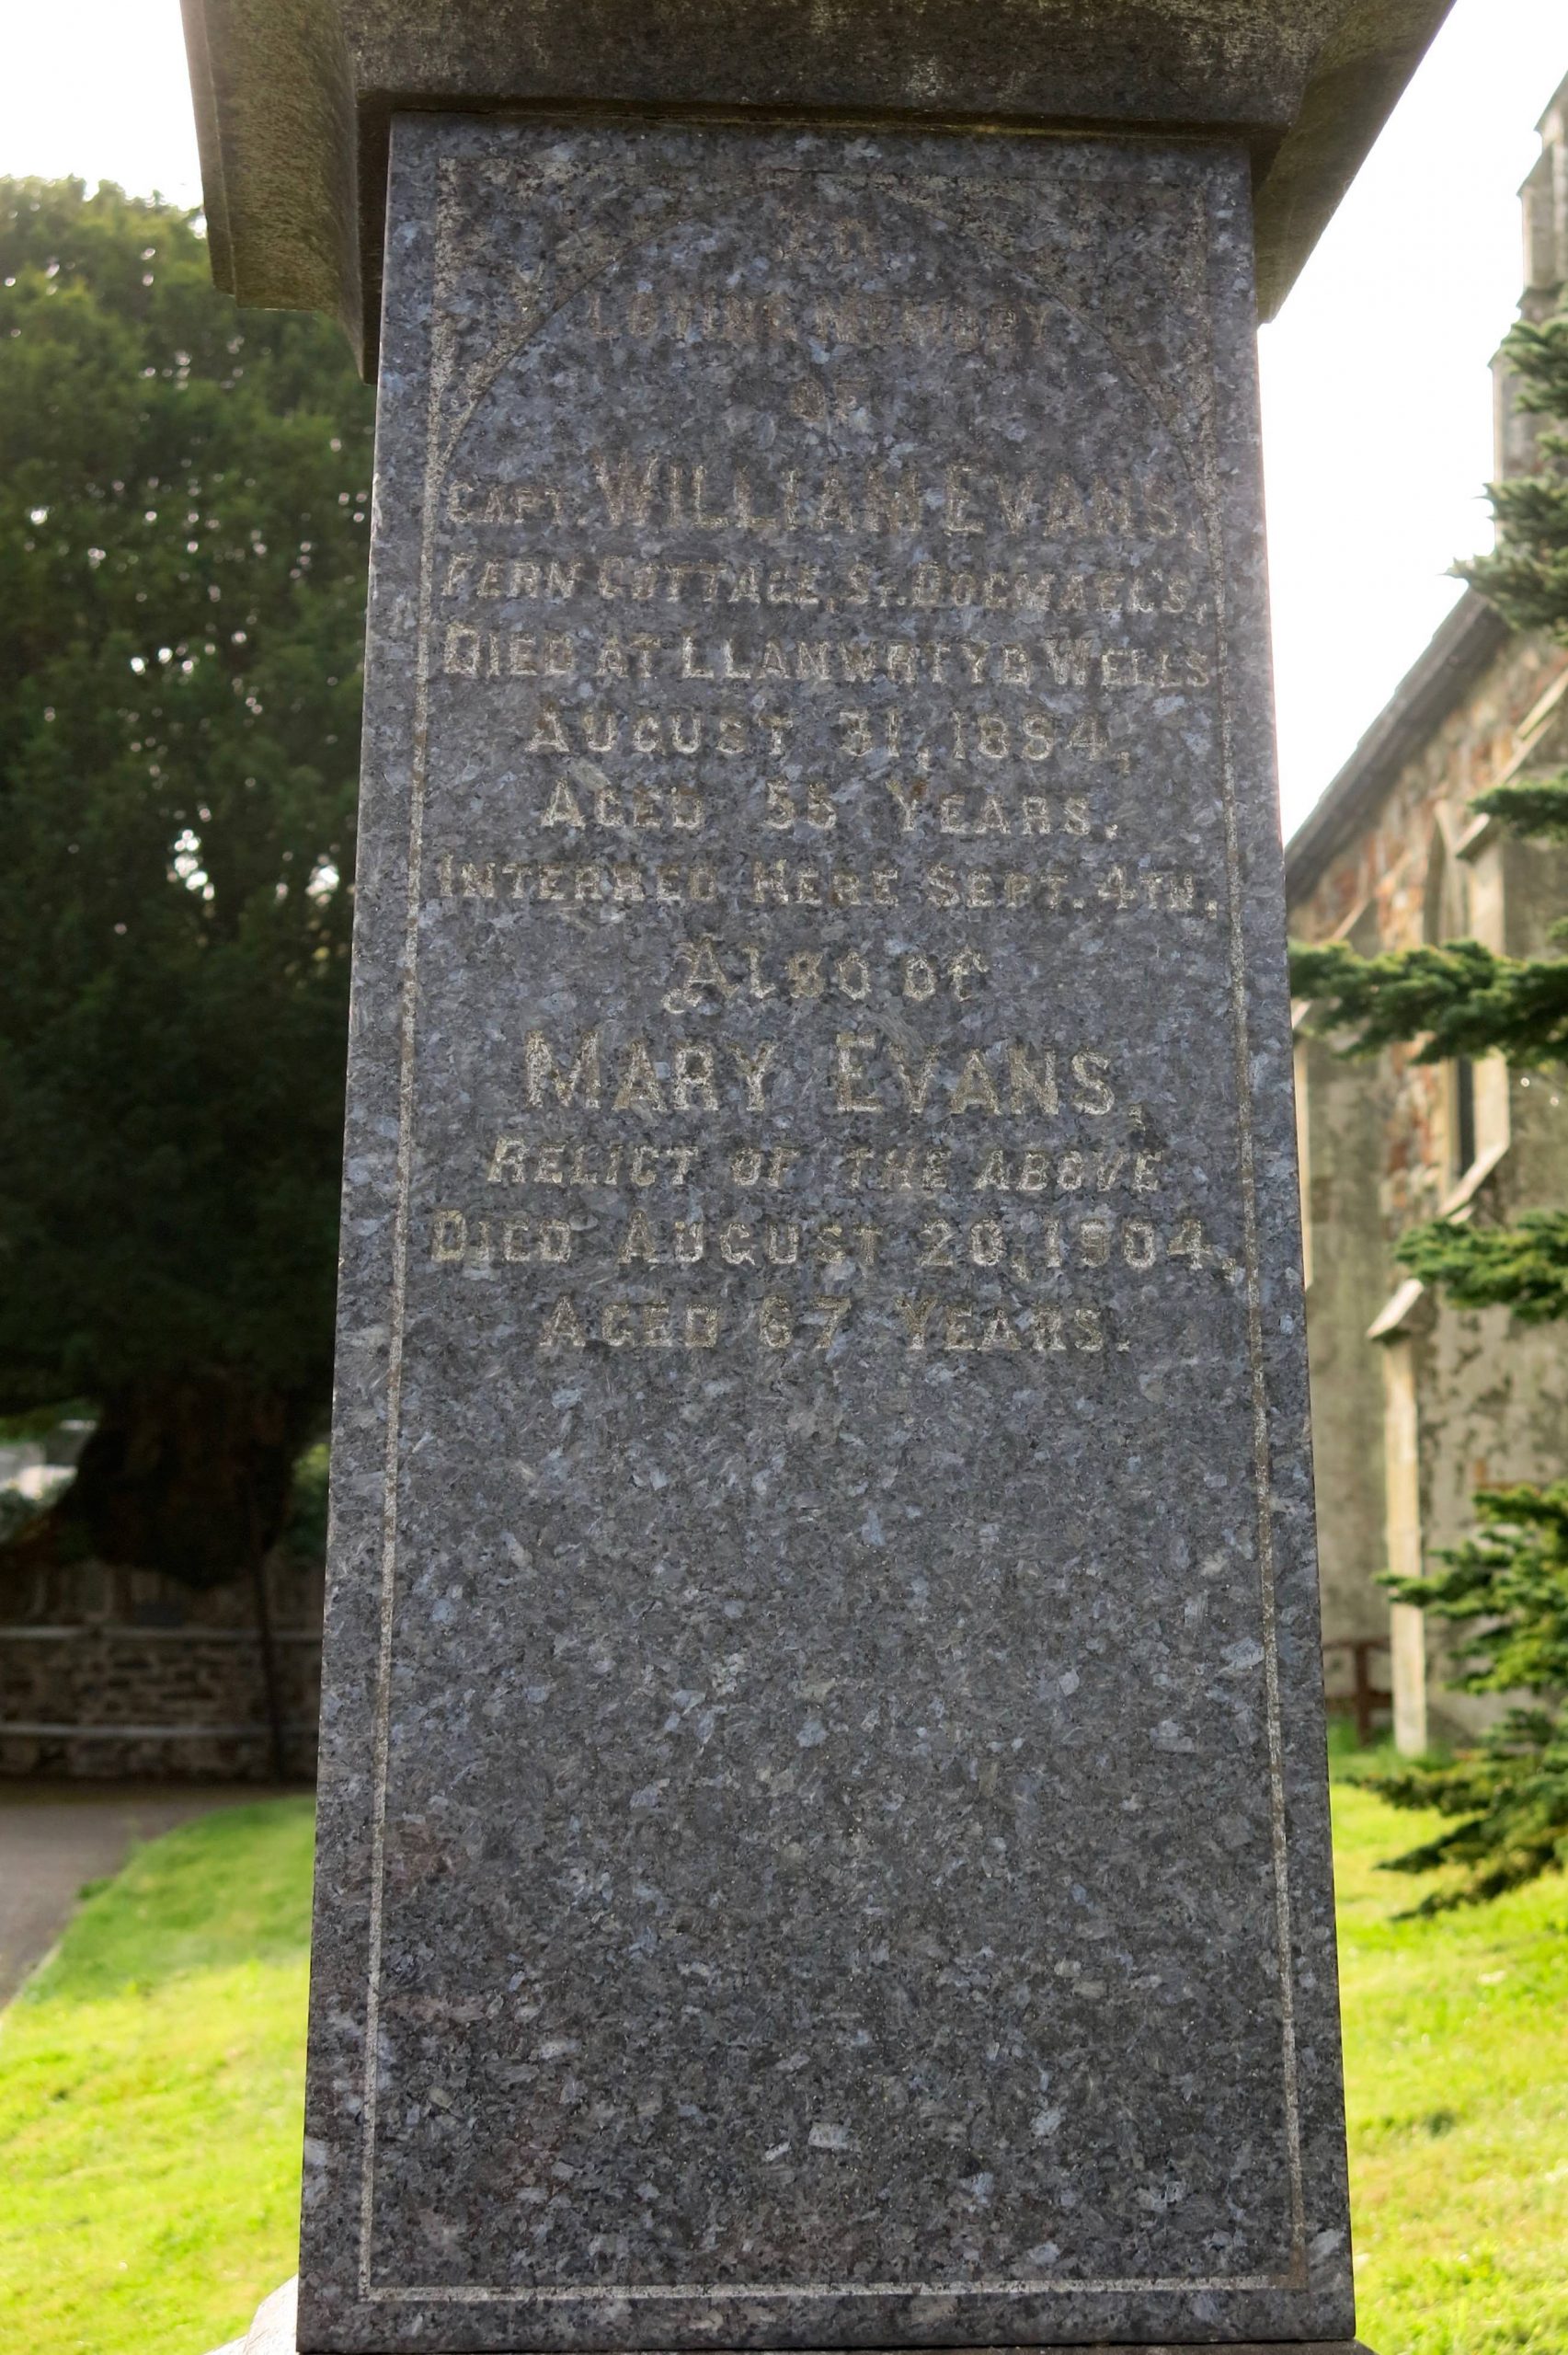 IN
LOVING MEMORY
OF
CAPT. WILLIAM EVANS,
FERN COTTAGE, ST. DOGMAEL'S,
DIED AT LLANWRTYD WELLS
AUGUST 31, 1894,
AGED 55 YEARS.
INTERRED HERE SEPT. 4TH.
Also of
MARY EVANS,
RELICT OF THE ABOVE
DIED AUGUST 20, 1904,
AGED 67 YEARS.